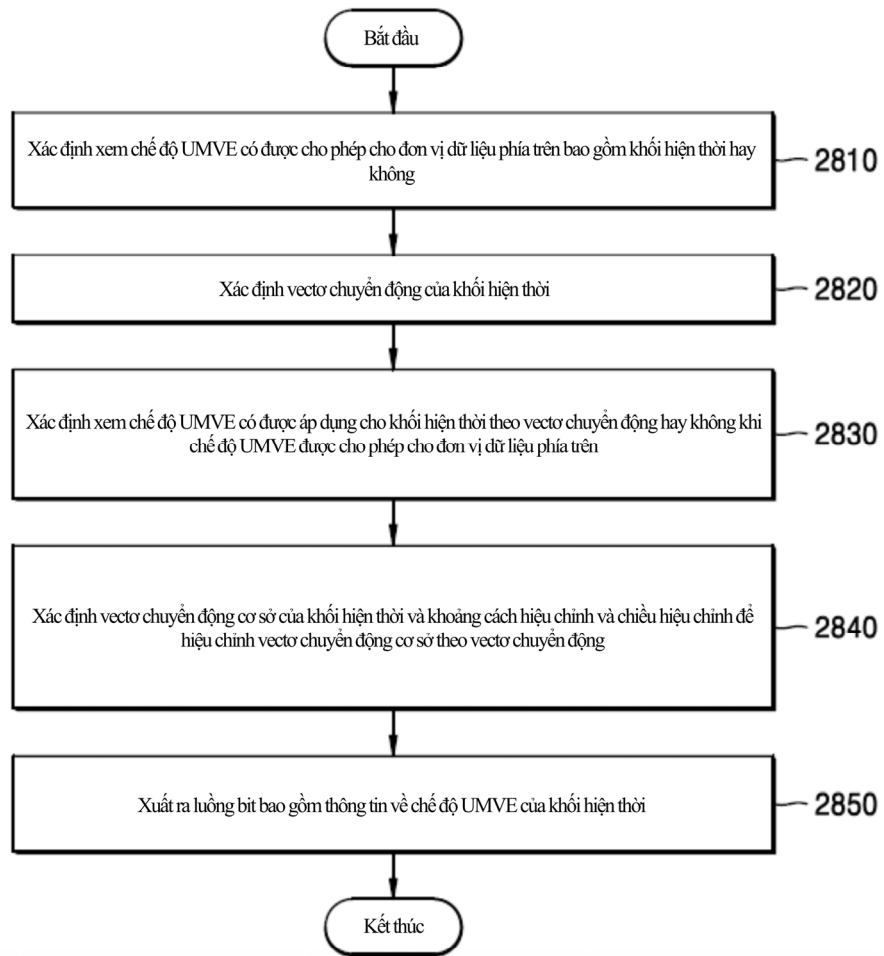 Bắt đầu
Xác định xem chế độ UMVE có được cho phép cho đơn vị dữ liệu phía trên bao gồm khối hiện thời hay
không
2810
Xác định vectơ chuyển động của khối hiện thời
2820
Xác định xem chế độ UMVE có được áp dụng cho khối hiện thời theo vectơ chuyển động hay không khi
chế độ UMVE được cho phép cho đơn vị dữ liệu phía trên
2830
Xác định vectơ chuyển động cơ sở của khối hiện thời và khoảng cách hiệu chỉnh và chiều hiệu chỉnh để
hiệu chỉnh vectơ chuyển động cơ sở theo vectơ chuyển động
2840
Xuất ra luồng bit bao gồm thông tin về chế độ UMVE của khối hiện thời
2850
Kết thúc